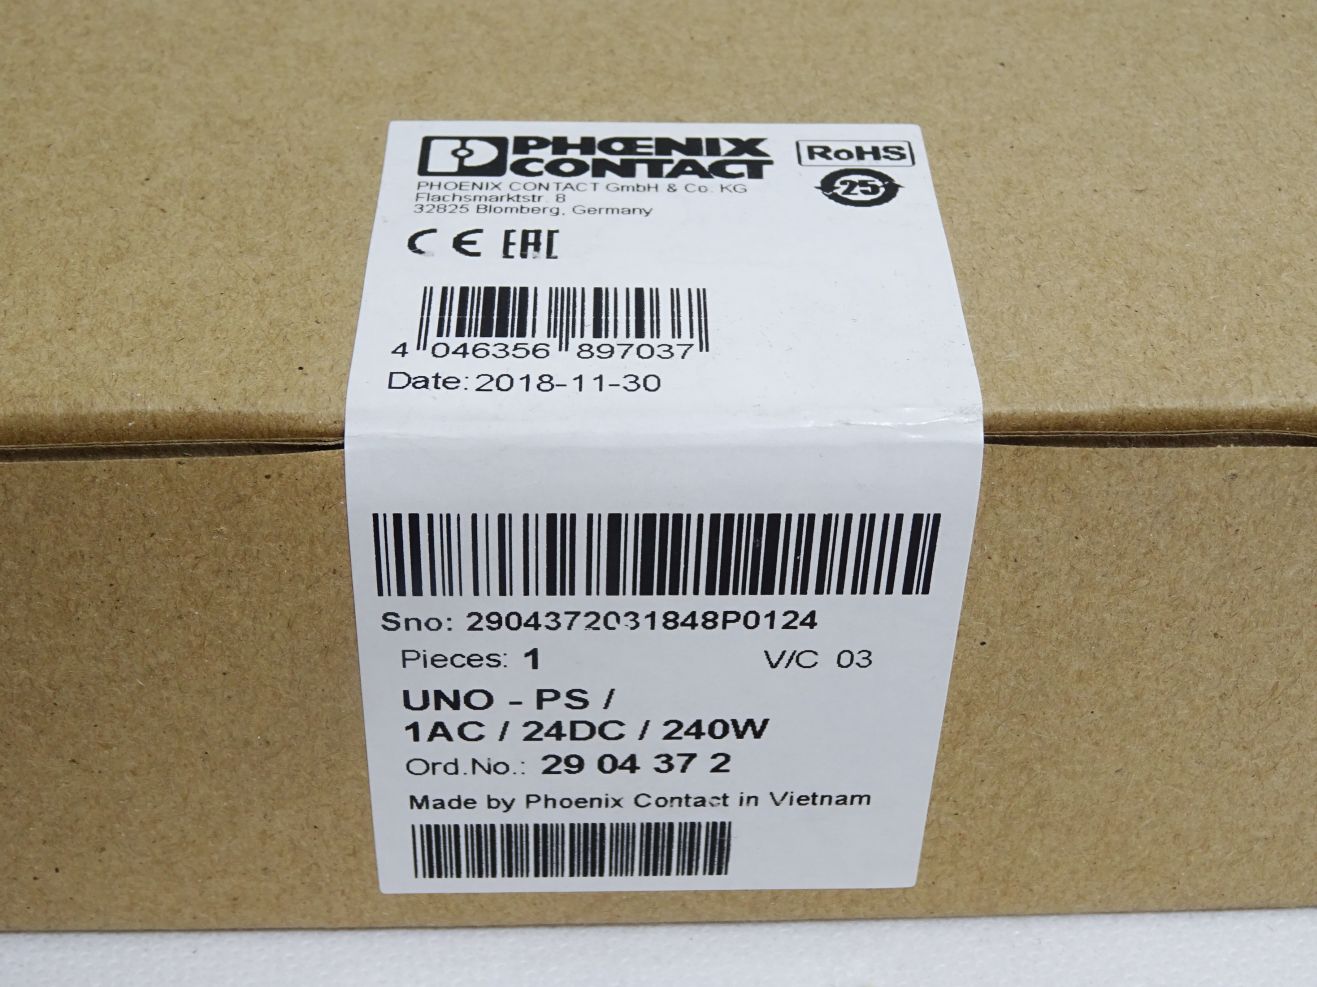 PHŒNIX
CONTACT
RoHS
25
PHOENIX CONTACT GmbH & Co. KG
Flachsmarktstr. 8
32825 Blomberg, Germany
CE EAC
4 046356 897037
Date: 2018-11-30
Sno: 2904372031848P0124
Pieces: 1 V/C 03
UNO - PS /
1AC / 24DC / 240W
Ord.No.: 29 04 37 2
Made by Phoenix Contact in Vietnam